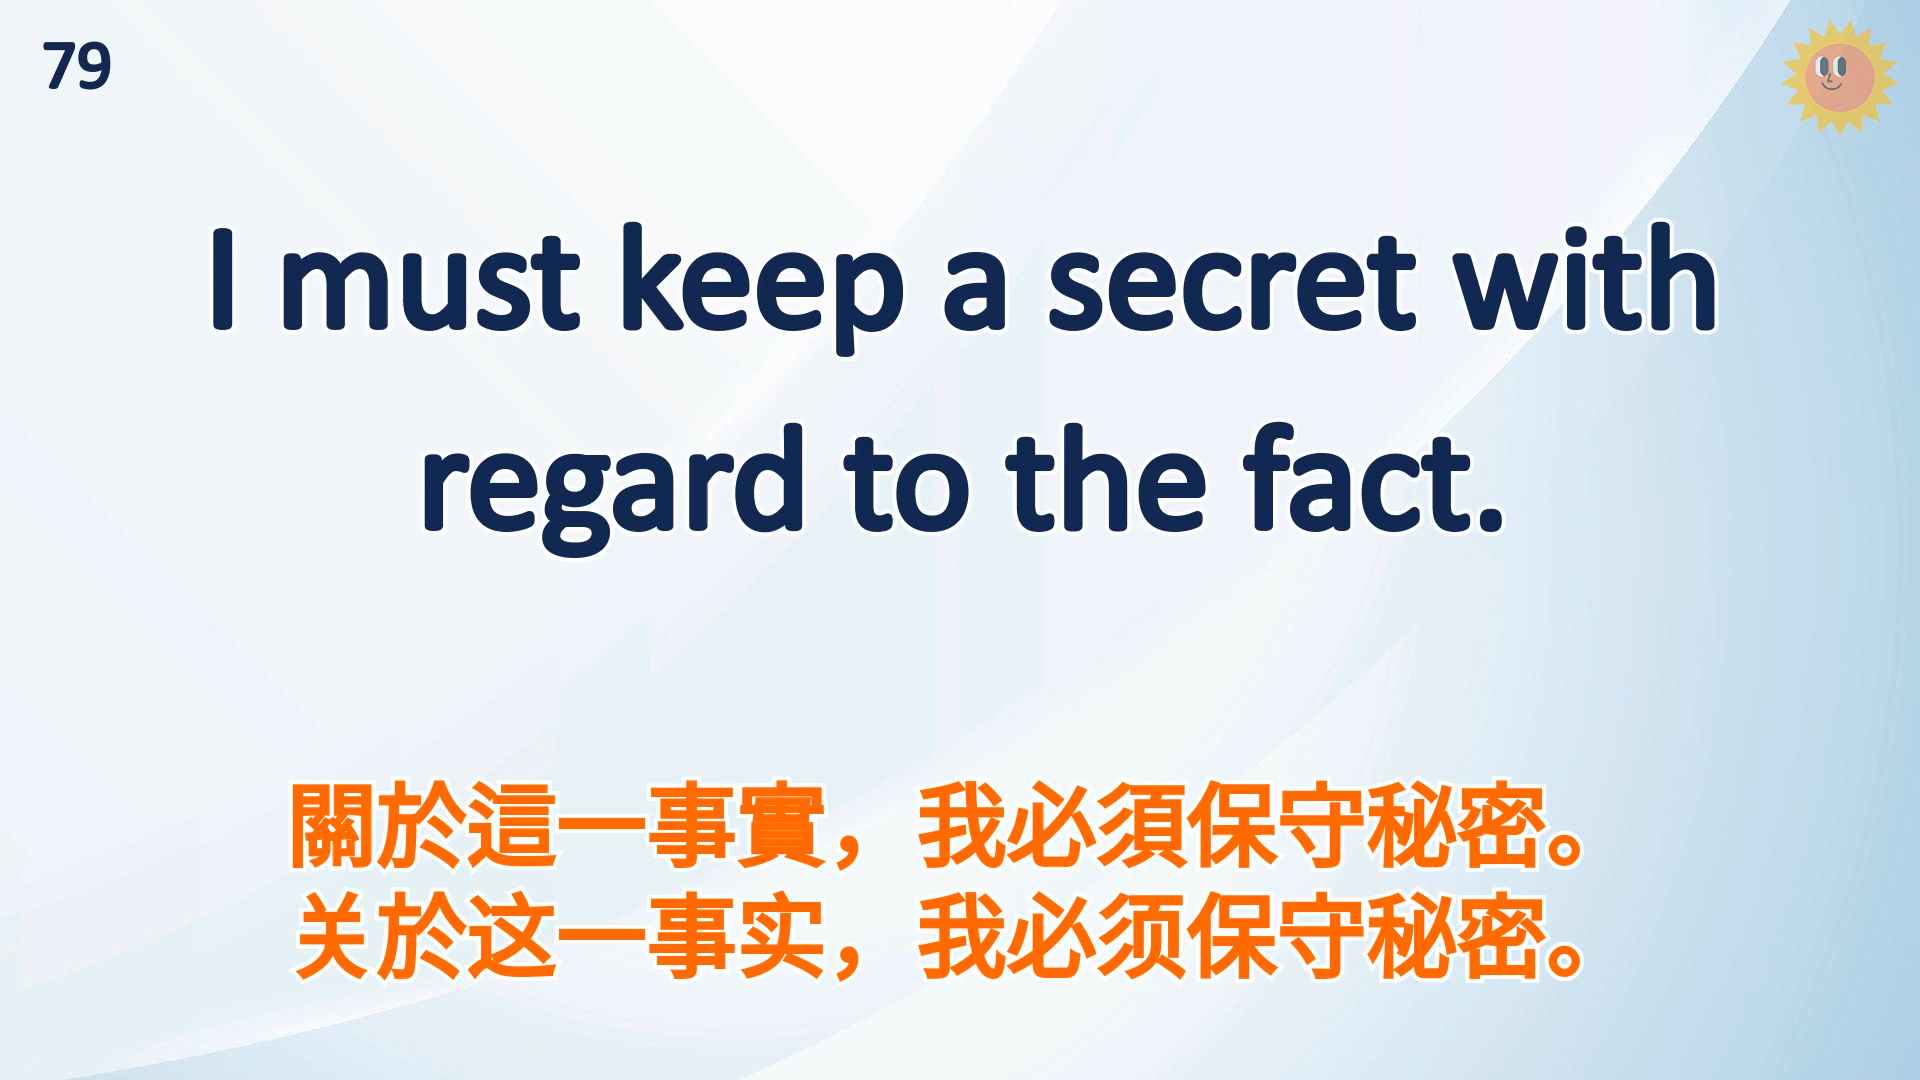 79
I must keep a secret with
regard to the fact.
關於這一事實，我必須保守秘密。
关於这一事实，我必须保守秘密。